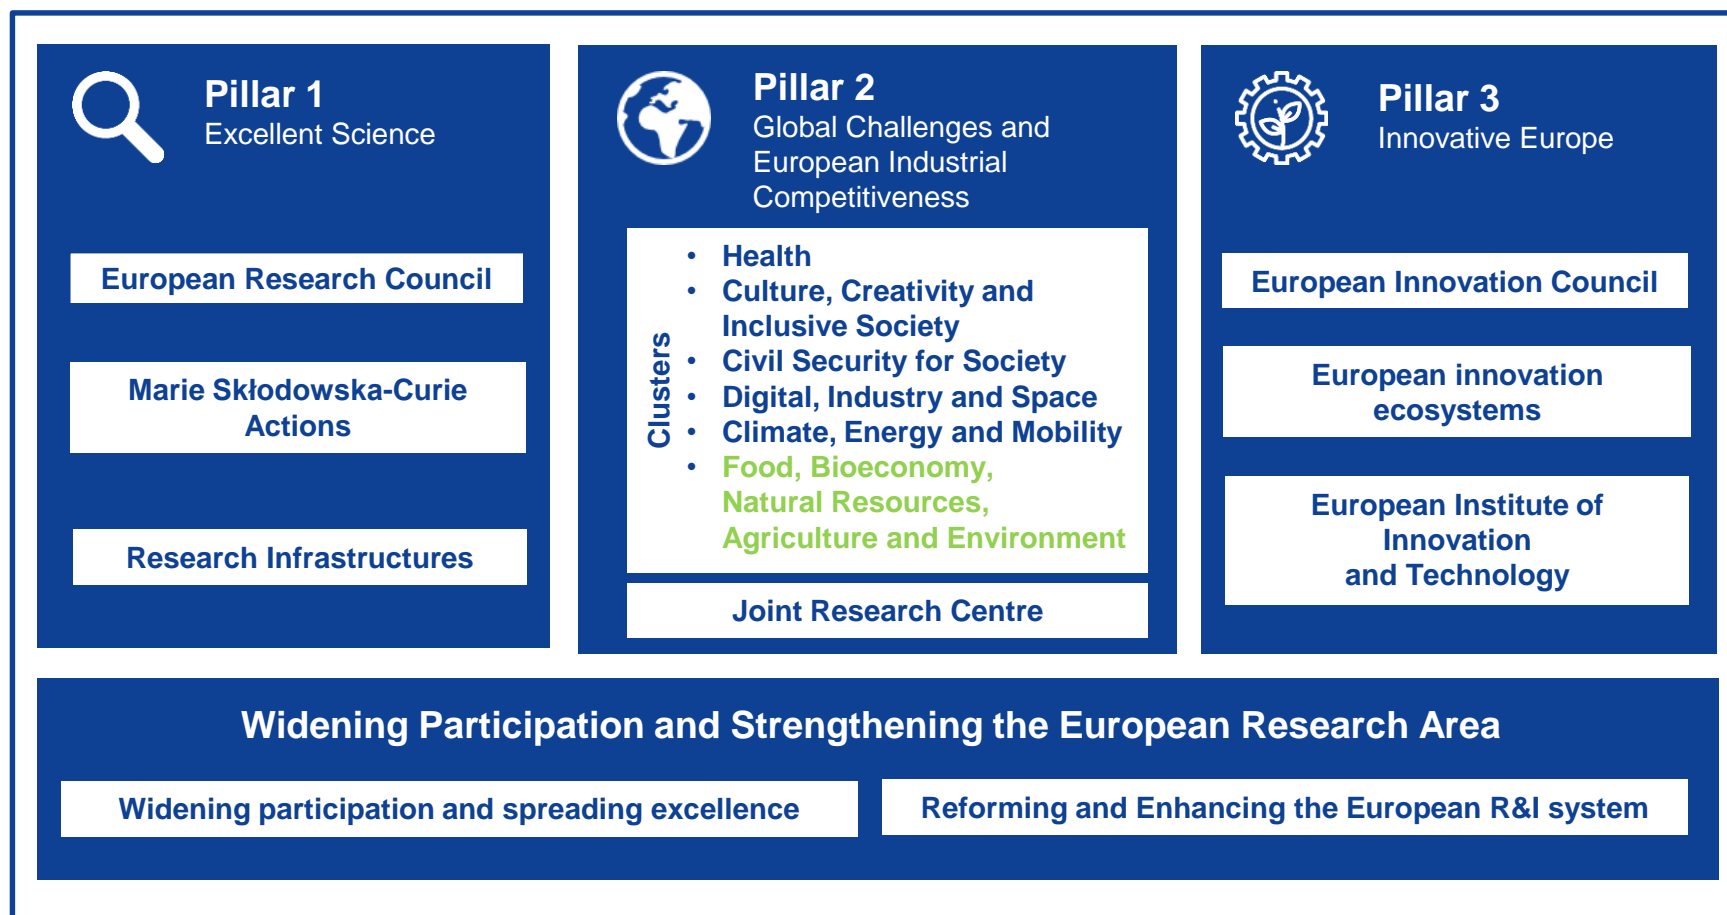 Pillar 1
Excellent Science
European Research Council
Marie Skłodowska-Curie
Actions
Research Infrastructures
Pillar 2
Global Challenges and
European Industrial
Competitiveness
Clusters
• Health
• Culture, Creativity and
Inclusive Society
• Civil Security for Society
• Digital, Industry and Space
• Climate, Energy and Mobility
• Food, Bioeconomy,
Natural Resources,
Agriculture and Environment
Joint Research Centre
Pillar 3
Innovative Europe
European Innovation Council
European innovation
ecosystems
European Institute of
Innovation
and Technology
Widening Participation and Strengthening the European Research Area
Widening participation and spreading excellence
Reforming and Enhancing the European R&I system